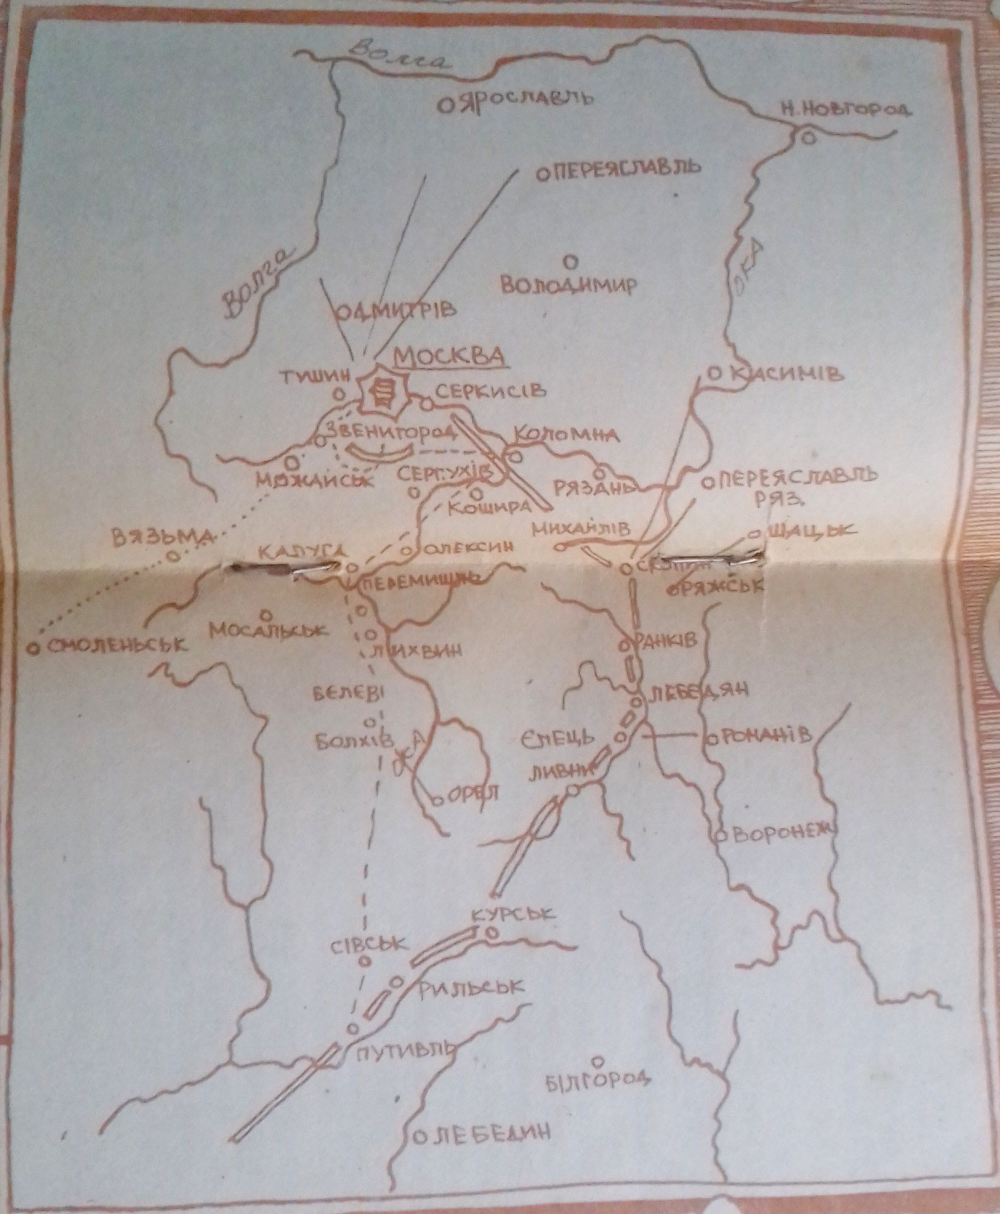 Волга
ЯРОСЛАВЛЬ
Н.НОВГОРОД
ПЕРЕЯСЛАВЛЬ
ОКА
Волга
ВОЛОДИМИР
ДМИТРІВ
МОСКВА
ТУШИН
СЕРКИСІВ
КАСИМІВ
ЗВЕНИГОРОД
КОЛОМНА
МОЖАЙСЬК
СЕРПУХІВ
РЯЗАНЬ
ПЕРЕЯСЛАВЛЬ
РЯЗ.
КОШИРА
МИХАЙЛІВ
ШАЦЬК
ВЯЗЬМА
КАЛУГА
ОЛЕКСИН
ПЕРЕМИШЛЬ
РЯЖСЬК
МОСАЛЬСЬК
СМОЛЕНЬСЬК
ЛИХВИН
РАНКІВ
БЄЛЄВІ
ЛЕБЕДЯН
БОЛХІВ
ОКА
ЄЛЕЦЬ
РОМАНІВ
ЛИВНИ
ОРЕЛ
ВОРОНЕЖ
КУРСЬК
СІВСЬК
РИЛЬСЬК
ПУТИВЛЬ
БІЛГОРОД
ЛЕБЕДИН